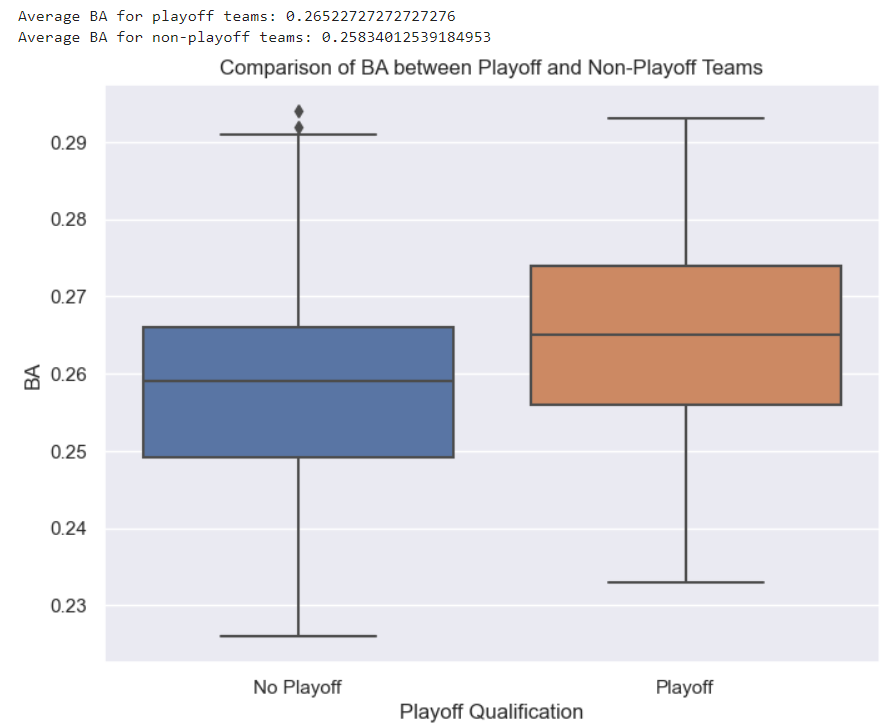 Average BA for playoff teams: 0.26522727272727276
Average BA for non-playoff teams: 0.25834012539184953
Comparison of BA between Playoff and Non-Playoff Teams
0.29
0.28
0.27
0.26
0.25
0.24
0.23
BA
No Playoff Playoff
Playoff Qualification